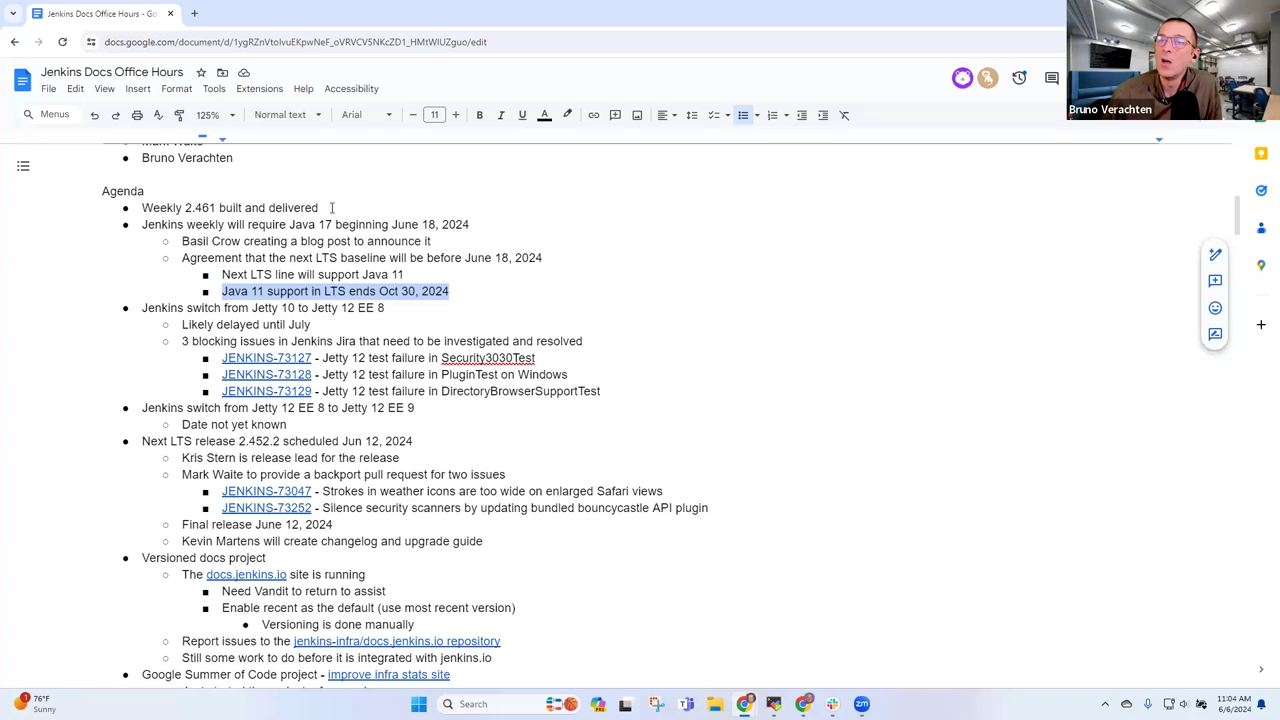 Jenkins Docs Office Hours - Go
docs.google.com/document/d/1ygRZnVtoIvuEKpwNeF_oVRVCV5NKcZD1_HMtWIUZguo/edit
Jenkins Docs Office Hours
File Edit View Insert Format Tools Extensions Help Accessibility
Menus 125% Normal text Arial 11
Bruno Verachten
Bruno Verachten
Agenda
Weekly 2.461 built and delivered
Jenkins weekly will require Java 17 beginning June 18, 2024
Basil Crow creating a blog post to announce it
Agreement that the next LTS baseline will be before June 18, 2024
Next LTS line will support Java 11
Java 11 support in LTS ends Oct 30, 2024
Jenkins switch from Jetty 10 to Jetty 12 EE 8
Likely delayed until July
3 blocking issues in Jenkins Jira that need to be investigated and resolved
JENKINS-73127 - Jetty 12 test failure in Security3030Test
JENKINS-73128 - Jetty 12 test failure in PluginTest on Windows
JENKINS-73129 - Jetty 12 test failure in DirectoryBrowserSupportTest
Jenkins switch from Jetty 12 EE 8 to Jetty 12 EE 9
Date not yet known
Next LTS release 2.452.2 scheduled Jun 12, 2024
Kris Stern is release lead for the release
Mark Waite to provide a backport pull request for two issues
JENKINS-73047 - Strokes in weather icons are too wide on enlarged Safari views
JENKINS-73252 - Silence security scanners by updating bundled bouncycastle API plugin
Final release June 12, 2024
Kevin Martens will create changelog and upgrade guide
Versioned docs project
The docs.jenkins.io site is running
Need Vandit to return to assist
Enable recent as the default (use most recent version)
Versioning is done manually
Report issues to the jenkins-infra/docs.jenkins.io repository
Still some work to do before it is integrated with jenkins.io
Google Summer of Code project - improve infra stats site
76°F
Sunny
Search
11:04 AM
6/6/2024